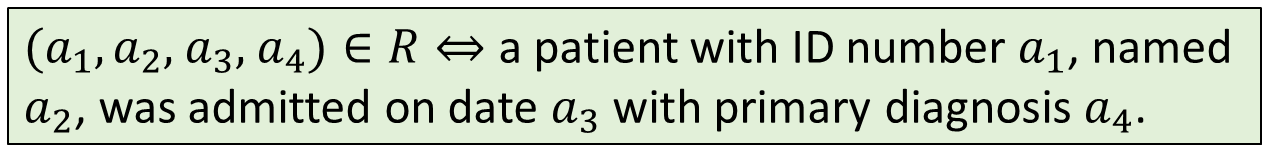 (𝑎₁, 𝑎₂, 𝑎₃, 𝑎₄) ∈ 𝑅 ⇔ a patient with ID number 𝑎₁, named
𝑎₂, was admitted on date 𝑎₃ with primary diagnosis 𝑎₄.